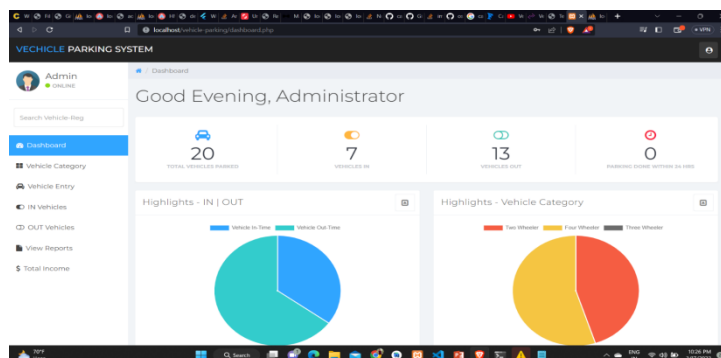 localhost/vehicle-parking/dashboard.php
VPN
VECHICLE PARKING SYSTEM
Admin
ONLINE
Search Vehicle-Reg
Dashboard
Vehicle Category
Vehicle Entry
IN Vehicles
OUT Vehicles
View Reports
$ Total Income
/ Dashboard
Good Evening, Administrator
20
TOTAL VEHICLES PARKED
7
VEHICLES IN
13
VEHICLES OUT
0
PARKING DONE WITHIN 24 HRS
Highlights - IN | OUT
Vehicle In-Time Vehicle Out-Time
Highlights - Vehicle Category
Two Wheeler Four Wheeler Three Wheeler
70°F
Search
ENG
10:26 PM